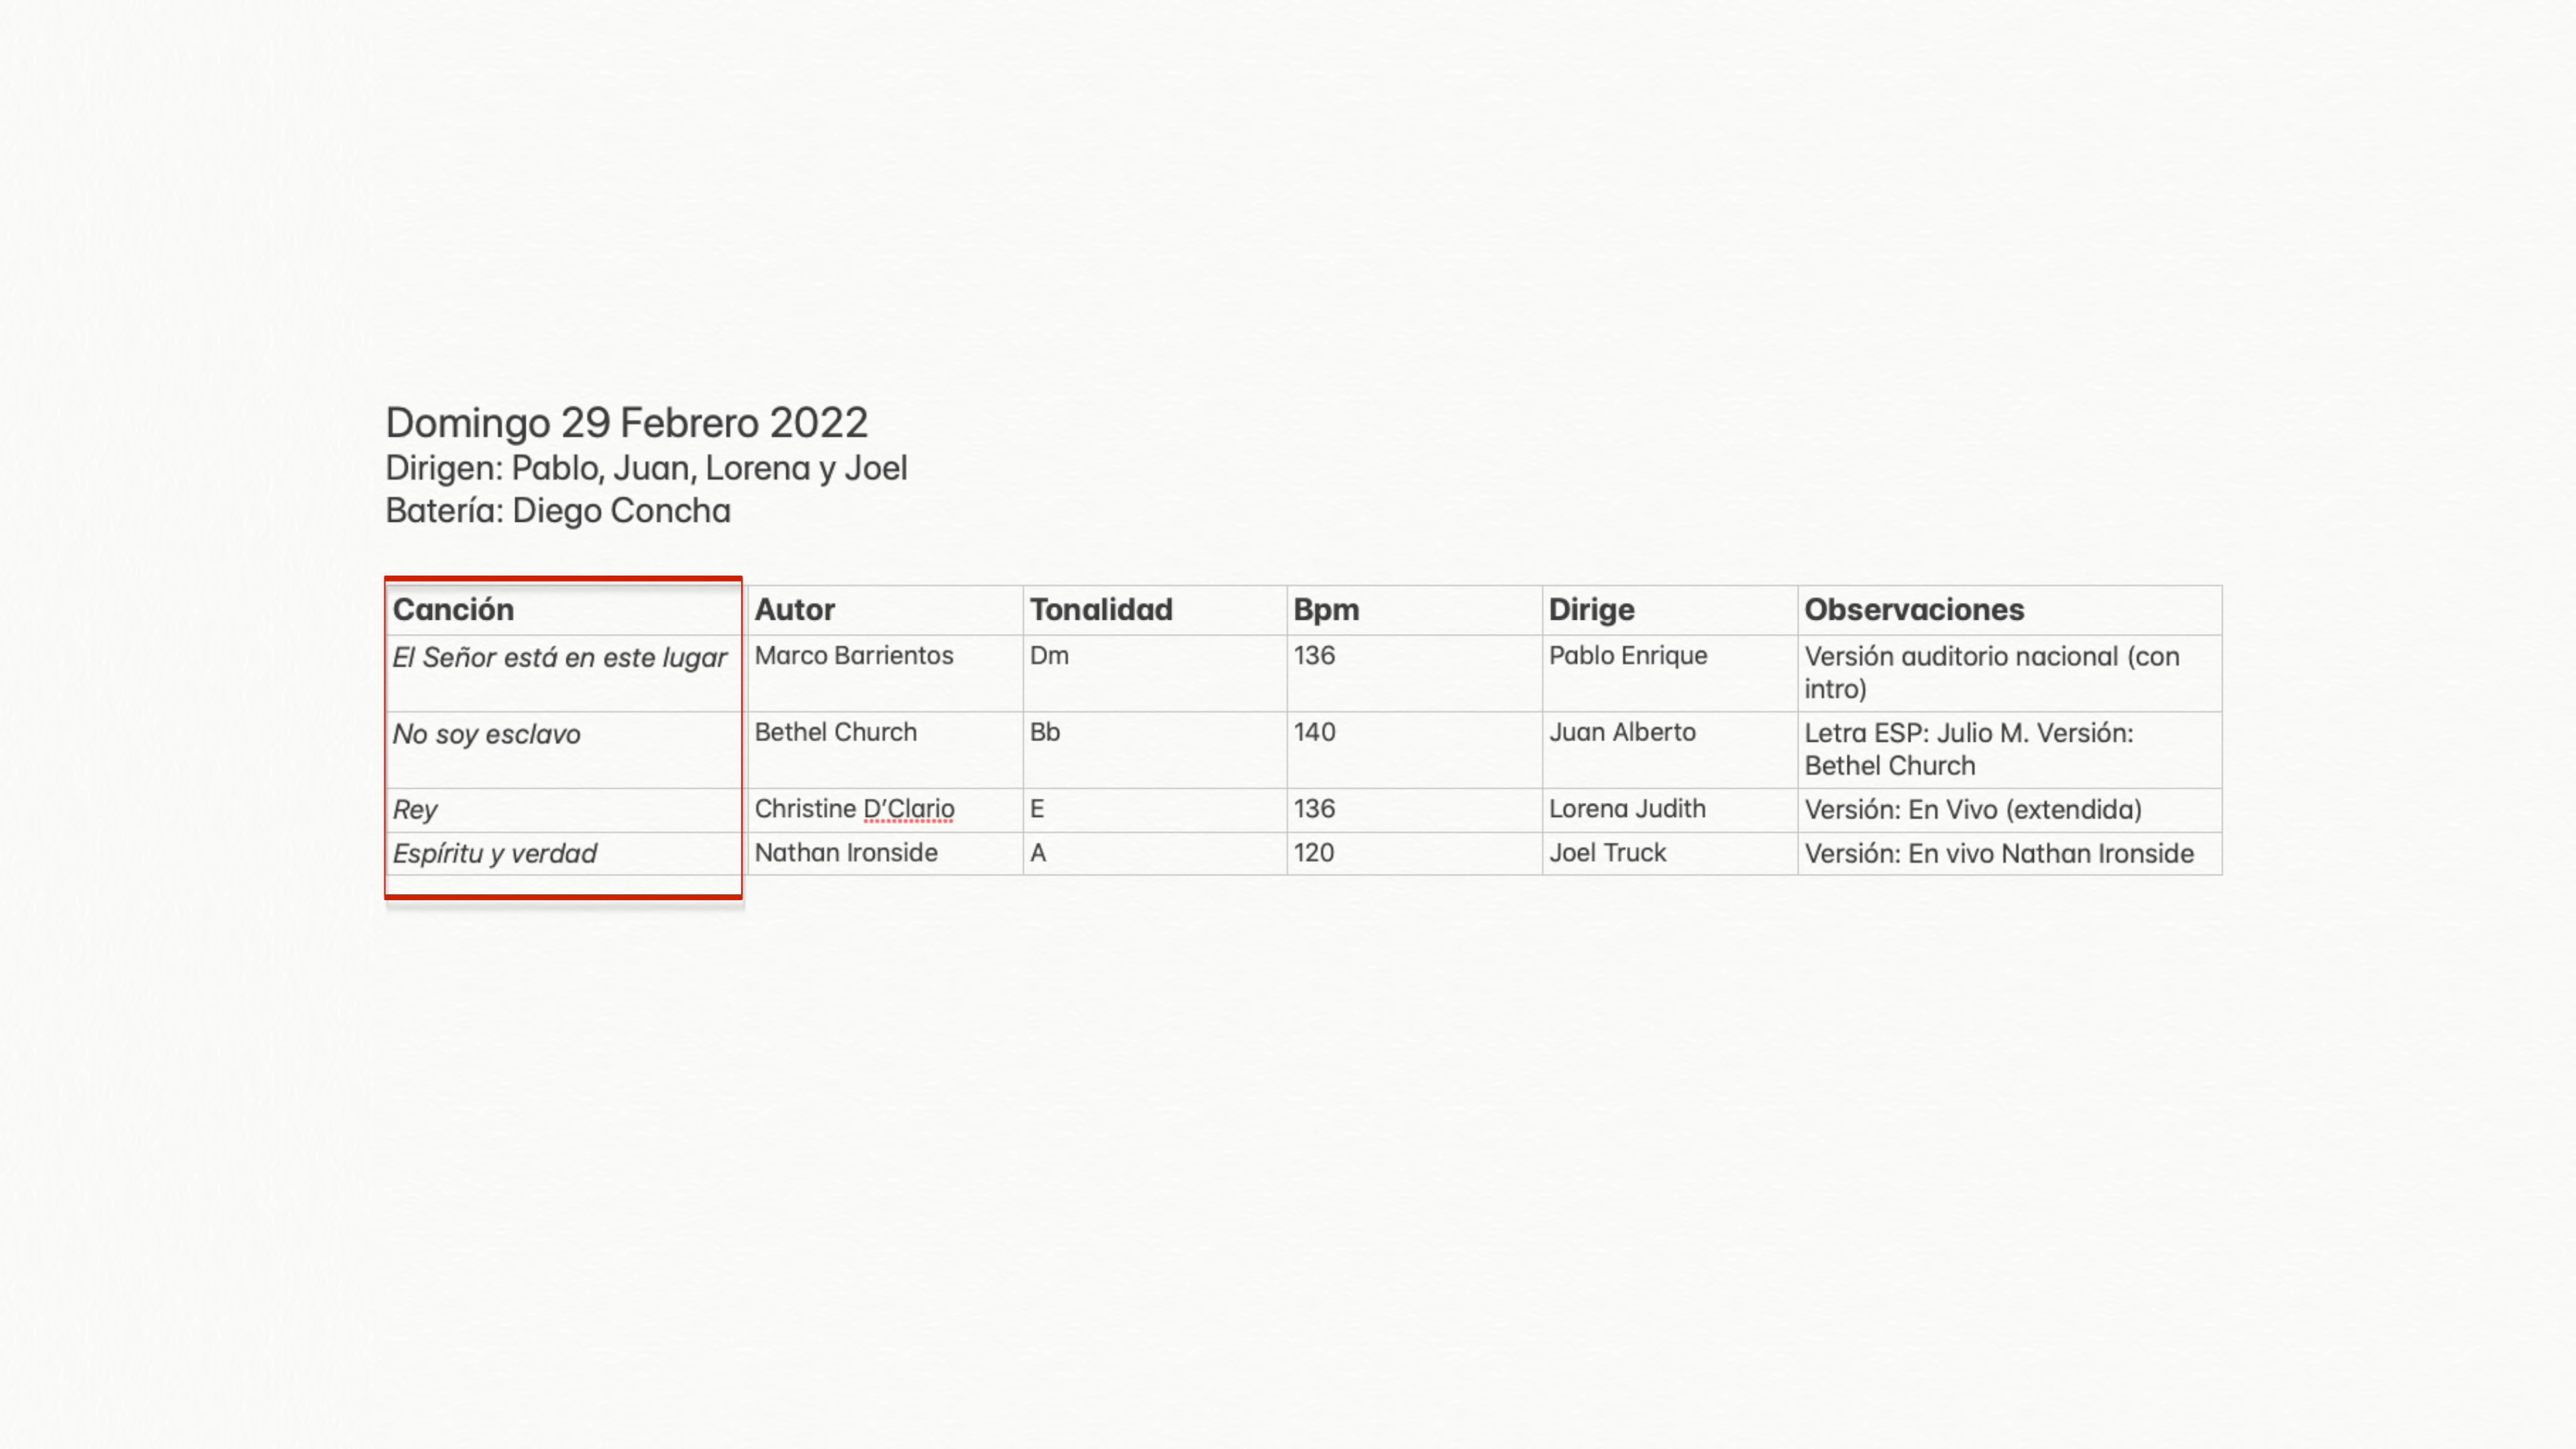 Domingo 29 Febrero 2022
Dirigen: Pablo, Juan, Lorena y Joel
Batería: Diego Concha
Canción Autor Tonalidad Bpm Dirige Observaciones
El Señor está en este lugar Marco Barrientos Dm 136 Pablo Enrique Versión auditorio nacional (con
intro)
No soy esclavo Bethel Church Bb 140 Juan Alberto Letra ESP: Julio M. Versión:
Bethel Church
Rey Christine D’Clario E 136 Lorena Judith Versión: En Vivo (extendida)
Espíritu y verdad Nathan Ironside A 120 Joel Truck Versión: En vivo Nathan Ironside